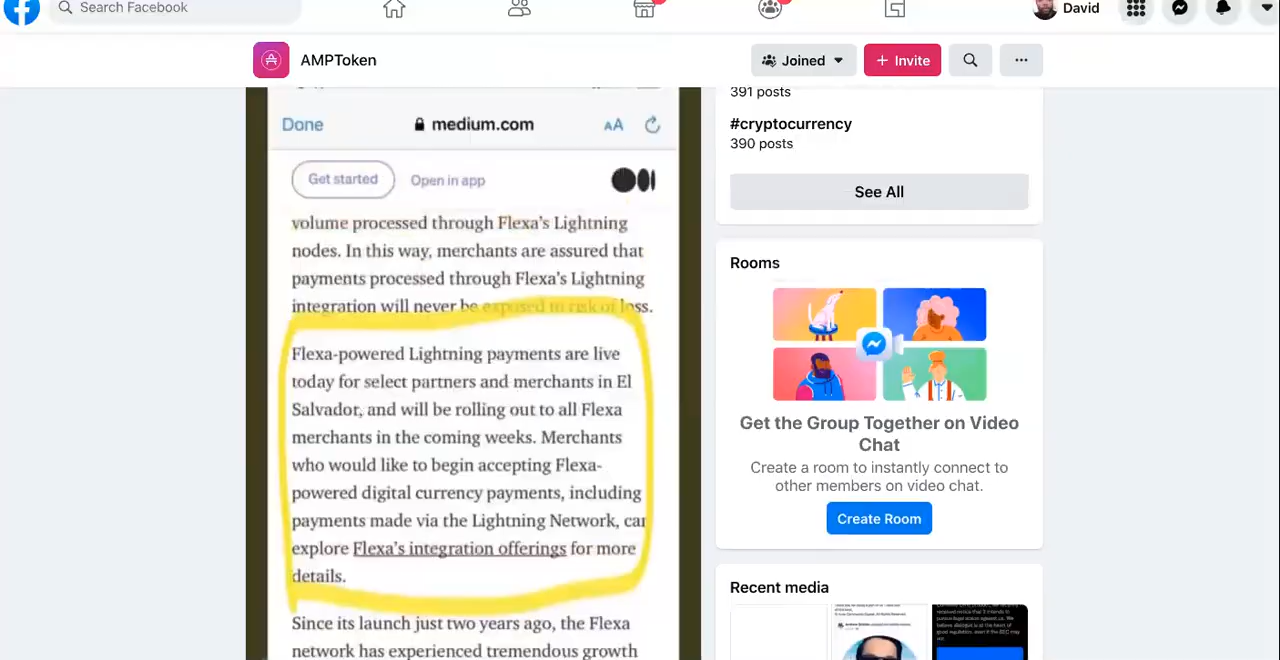 Search Facebook
David
AMPToken
Joined
+ Invite
391 posts
#cryptocurrency
390 posts
See All
Done
medium.com
AA
Get started
Open in app
volume processed through Flexa's Lightning
nodes. In this way, merchants are assured that
payments processed through Flexa's Lightning
integration will never be exposed to risk of loss.
Flexa-powered Lightning payments are live
today for select partners and merchants in El
Salvador, and will be rolling out to all Flexa
merchants in the coming weeks. Merchants
who would like to begin accepting Flexa-
powered digital currency payments, including
payments made via the Lightning Network, can
explore Flexa's integration offerings for more
details.
Since its launch just two years ago, the Flexa
network has experienced tremendous growth
Rooms
Get the Group Together on Video
Chat
Create a room to instantly connect to
other members on video chat.
Create Room
Recent media